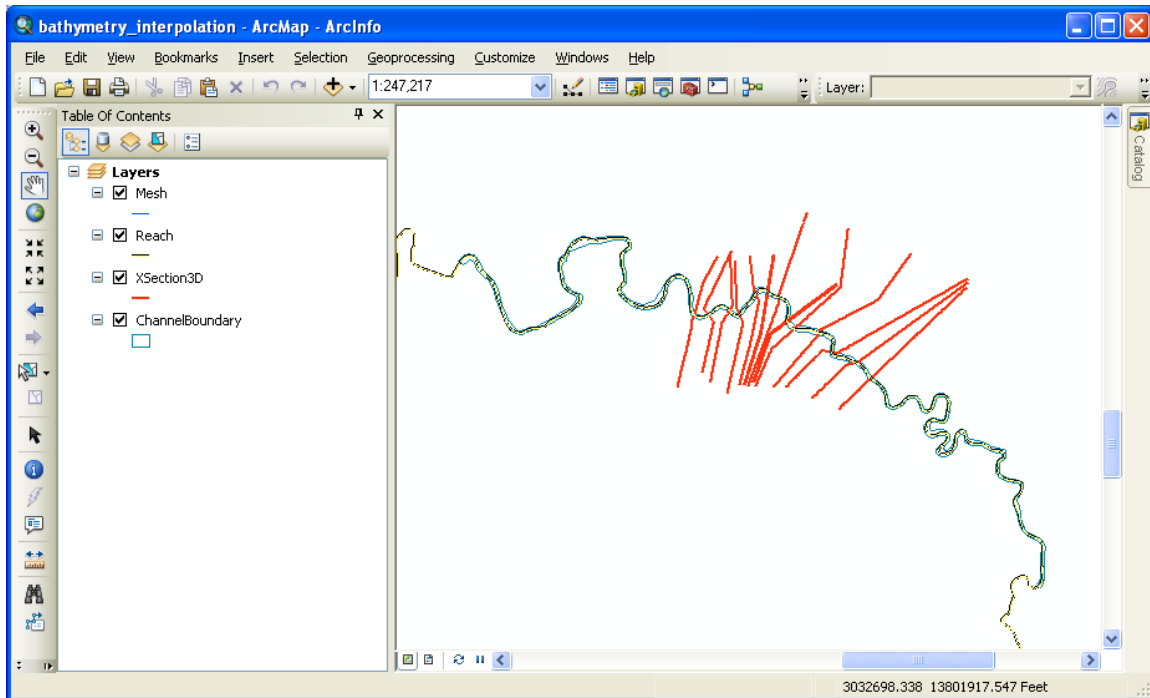 bathymetry_interpolation - ArcMap - ArcInfo
File Edit View Bookmarks Insert Selection Geoprocessing Customize Windows Help
1:247,217
Layer:
Table Of Contents
Layers
Mesh
Reach
XSection3D
ChannelBoundary
Catalog
3032698.338 13801917.547 Feet